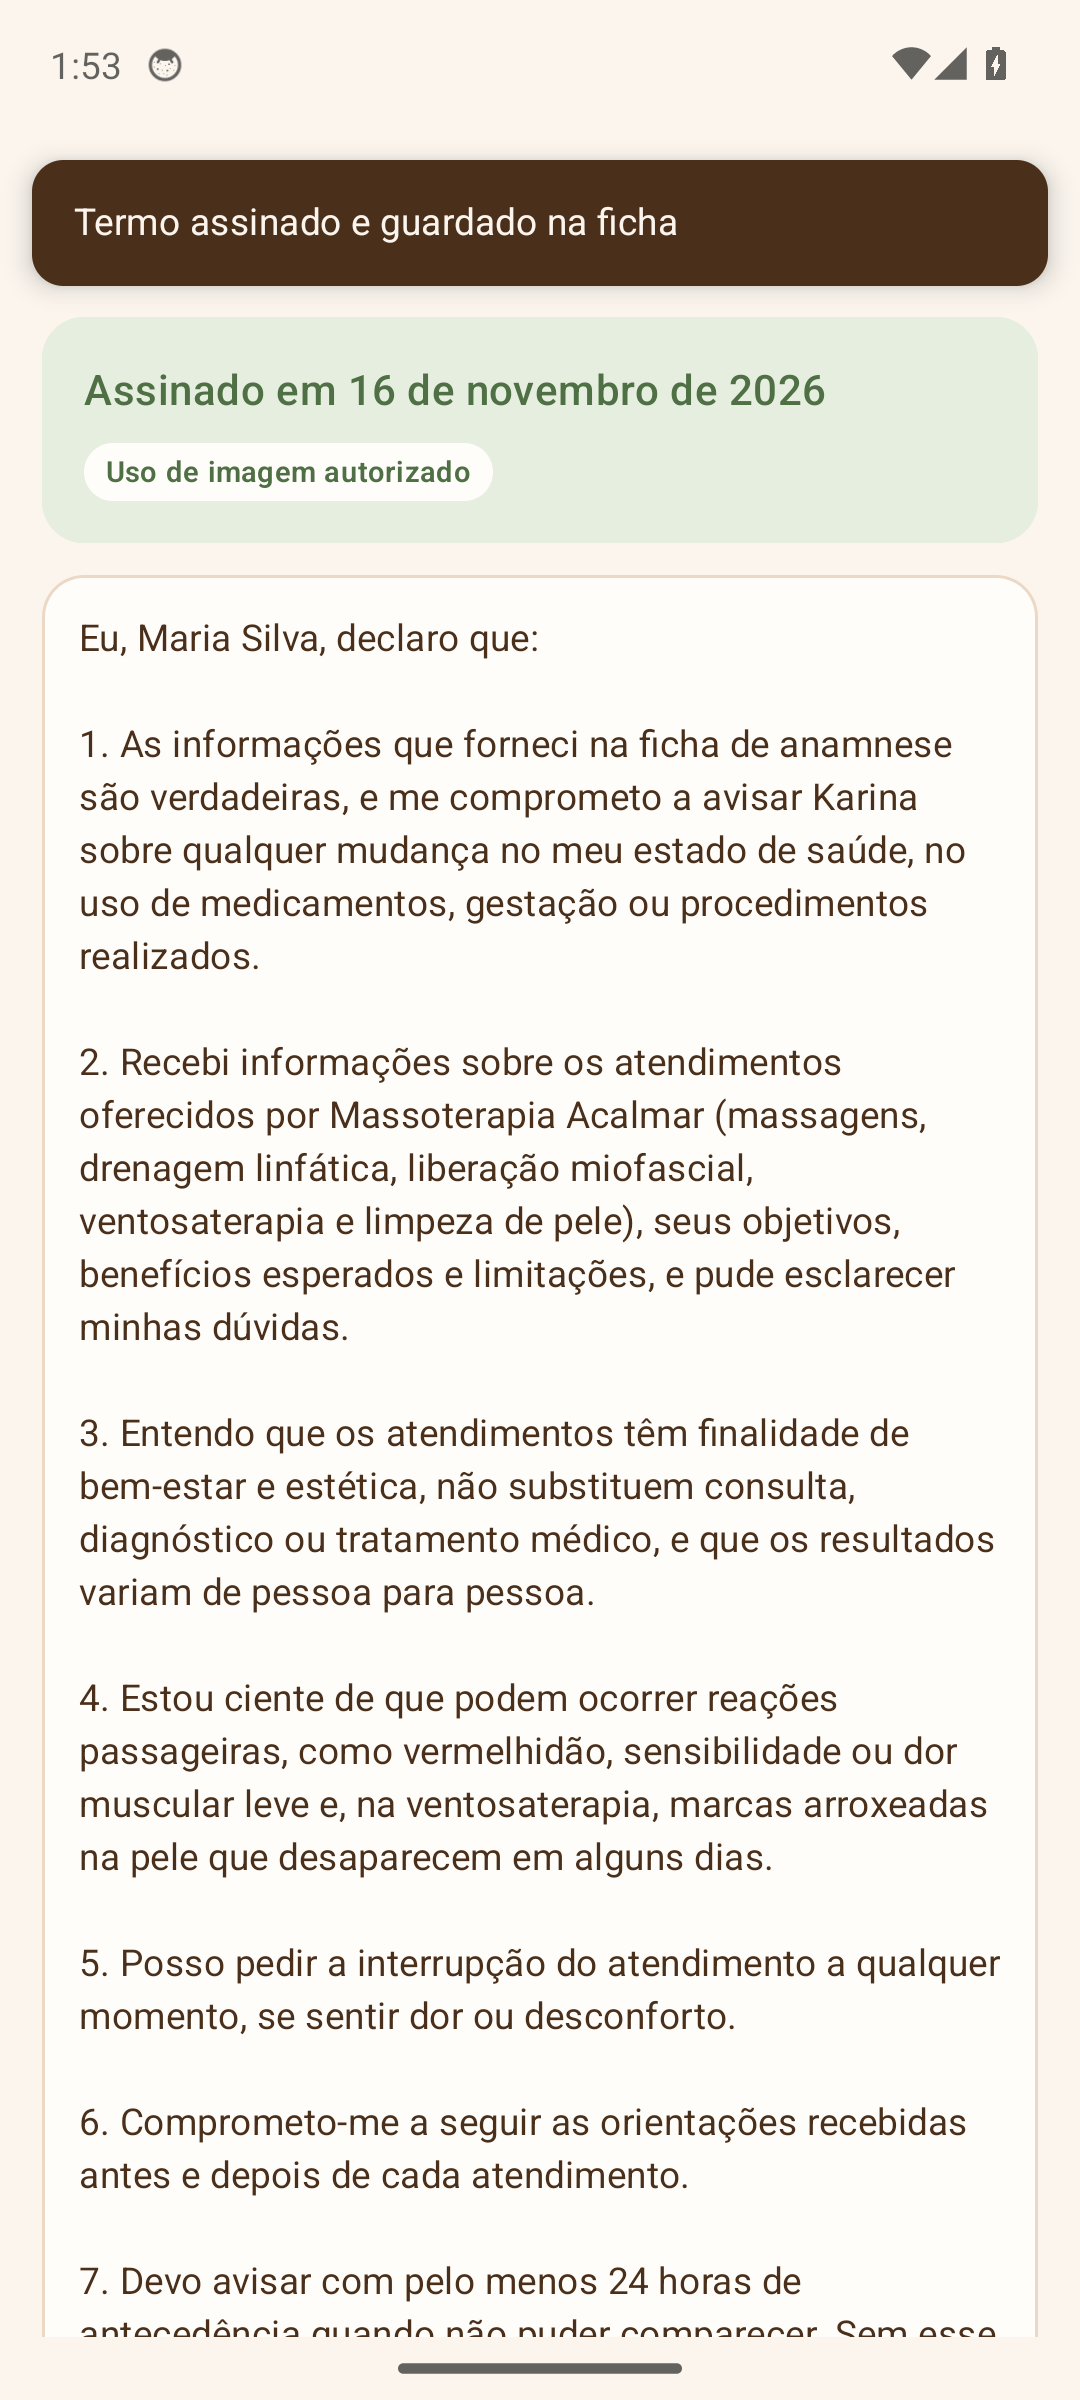 1:53
Termo assinado e guardado na ficha
Assinado em 16 de novembro de 2026
Uso de imagem autorizado
Eu, Maria Silva, declaro que:
1. As informações que forneci na ficha de anamnese
são verdadeiras, e me comprometo a avisar Karina
sobre qualquer mudança no meu estado de saúde, no
uso de medicamentos, gestação ou procedimentos
realizados.
2. Recebi informações sobre os atendimentos
oferecidos por Massoterapia Acalmar (massagens,
drenagem linfática, liberação miofascial,
ventosaterapia e limpeza de pele), seus objetivos,
benefícios esperados e limitações, e pude esclarecer
minhas dúvidas.
3. Entendo que os atendimentos têm finalidade de
bem-estar e estética, não substituem consulta,
diagnóstico ou tratamento médico, e que os resultados
variam de pessoa para pessoa.
4. Estou ciente de que podem ocorrer reações
passageiras, como vermelhidão, sensibilidade ou dor
muscular leve e, na ventosaterapia, marcas arroxeadas
na pele que desaparecem em alguns dias.
5. Posso pedir a interrupção do atendimento a qualquer
momento, se sentir dor ou desconforto.
6. Comprometo-me a seguir as orientações recebidas
antes e depois de cada atendimento.
7. Devo avisar com pelo menos 24 horas de
antecedência quando não puder comparecer. Sem esse